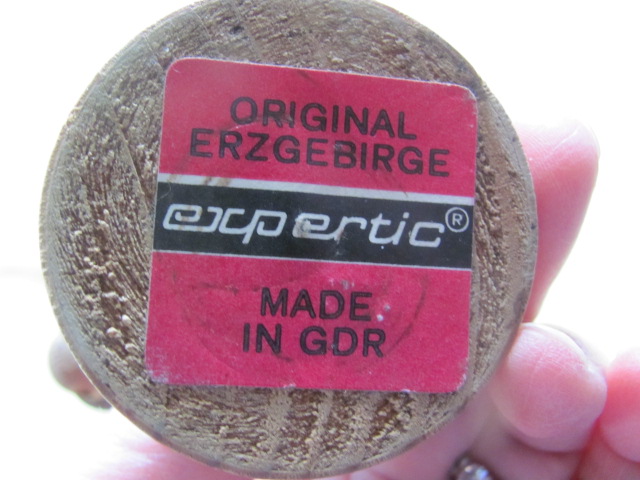 ORIGINAL
ERZGEBIRGE
expertic®
MADE
IN GDR